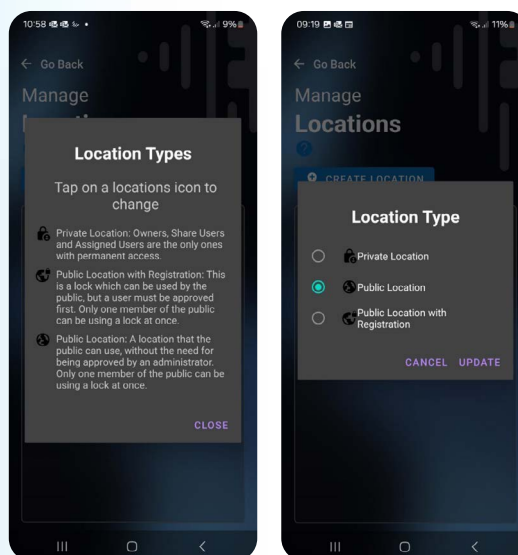 10:58
9%
← Go Back
Manage
Location Types
Tap on a locations icon to
change
Private Location: Owners, Share Users
and Assigned Users are the only ones
with permanent access.
Public Location with Registration: This
is a lock which can be used by the
public, but a user must be approved
first. Only one member of the public
can be using a lock at once.
Public Location: A location that the
public can use, without the need for
being approved by an administrator.
Only one member of the public can be
using a lock at once.
CLOSE
09:19
11%
← Go Back
Manage
Locations
?
CREATE LOCATION
Location Type
Private Location
Public Location
Public Location with
Registration
CANCEL UPDATE